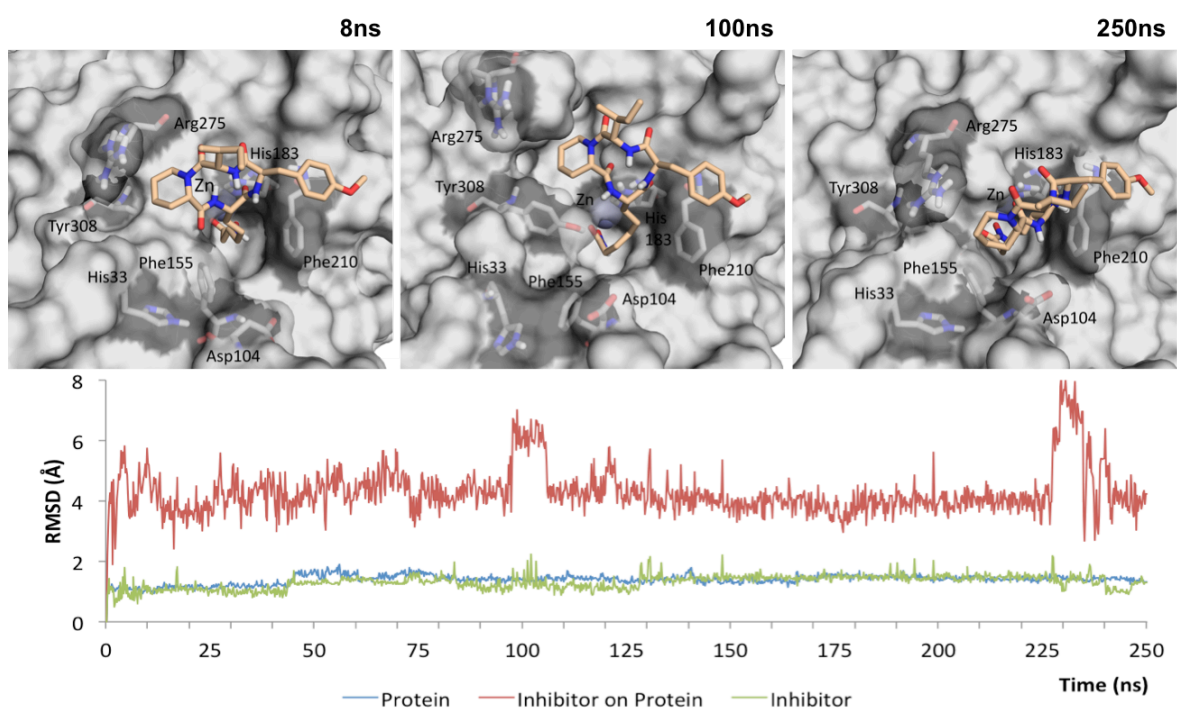 8ns
100ns
250ns
Arg275
His183
Zn
Tyr308
His33
Phe155
Phe210
Asp104
Arg275
Tyr308
Zn
His
183
His33
Phe155
Phe210
Asp104
Arg275
His183
Tyr308
Zn
Phe155
Phe210
His33
Asp104
RMSD (Å)
8
6
4
2
0
0 25 50 75 100 125 150 175 200 225 250
Time (ns)
Protein Inhibitor on Protein Inhibitor